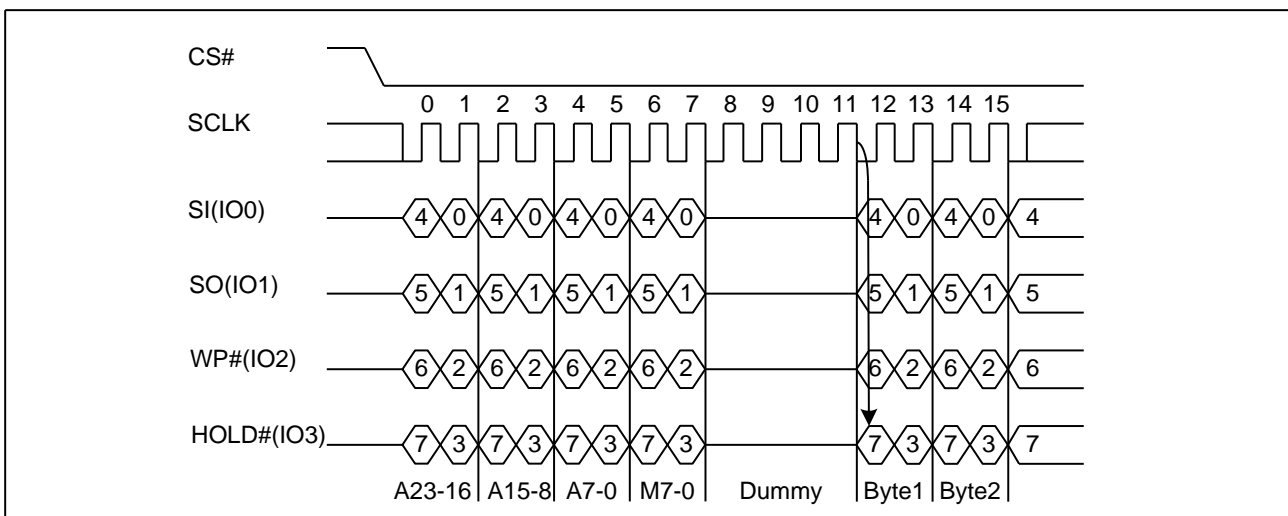 CS#
0 1 2 3 4 5 6 7 8 9 10 11 12 13 14 15
SCLK
SI(IO0) 4 0 4 0 4 0 4 0 4 0 4 0 4
SO(IO1) 5 1 5 1 5 1 5 1 5 1 5 1 5
WP#(IO2) 6 2 6 2 6 2 6 2 6 2 6 2 6
HOLD#(IO3) 7 3 7 3 7 3 7 3 7 3 7 3 7
A23-16 A15-8 A7-0 M7-0 Dummy Byte1 Byte2